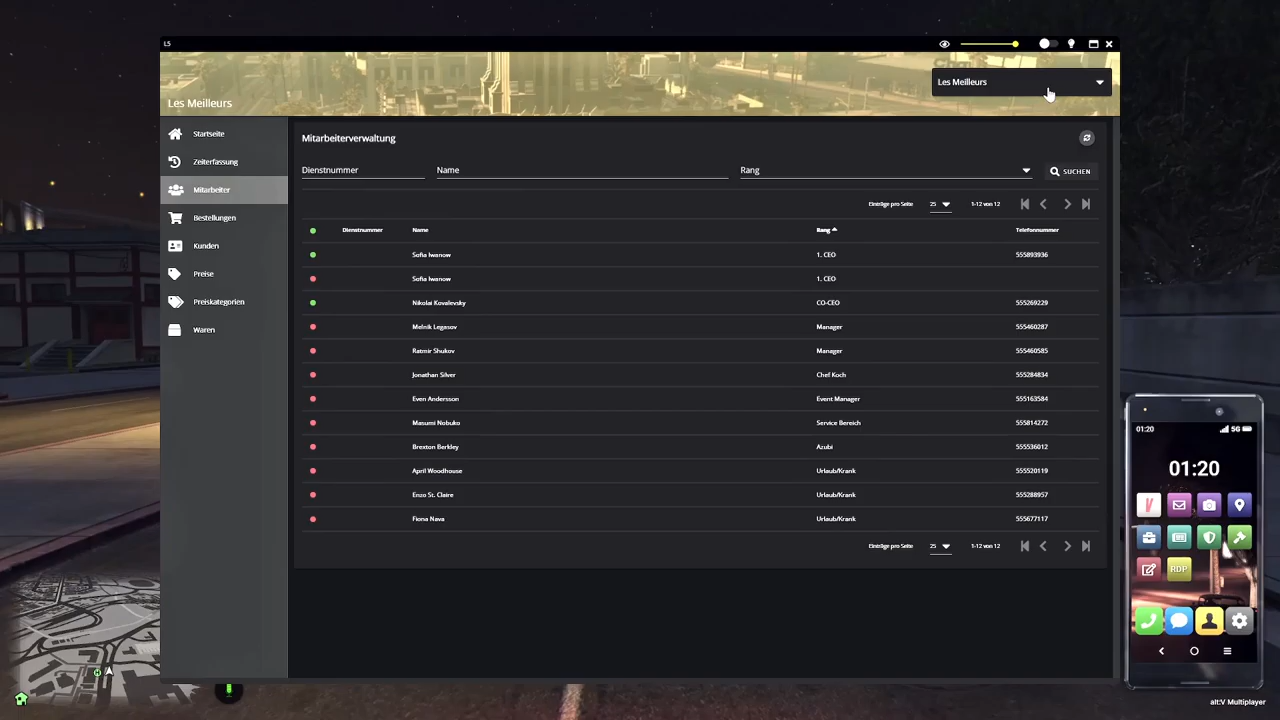 L5
Les Meilleurs
Les Meilleurs
Startseite
Zeiterfassung
Mitarbeiter
Bestellungen
Kunden
Preise
Preiskategorien
Waren
Mitarbeiterverwaltung
Dienstnummer Name Rang SUCHEN
Einträge pro Seite 25 1-12 von 12
Dienstnummer Name Rang Telefonnummer
Sofia Iwanow 1. CEO 555893936
Sofia Iwanow 1. CEO
Nikolai Kovalevsky CO-CEO 555269229
Melnik Legasov Manager 555460287
Ratmir Shukov Manager 555460585
Jonathan Silver Chef Koch 555284834
Even Andersson Event Manager 555163584
Masumi Nobuko Service Bereich 555814272
Brexton Berkley Azubi 555536012
April Woodhouse Urlaub/Krank 555520119
Enzo St. Claire Urlaub/Krank 555288957
Fiona Nava Urlaub/Krank 555677117
Einträge pro Seite 25 1-12 von 12
01:20 5G
01:20
RDP
alt:V Multiplayer